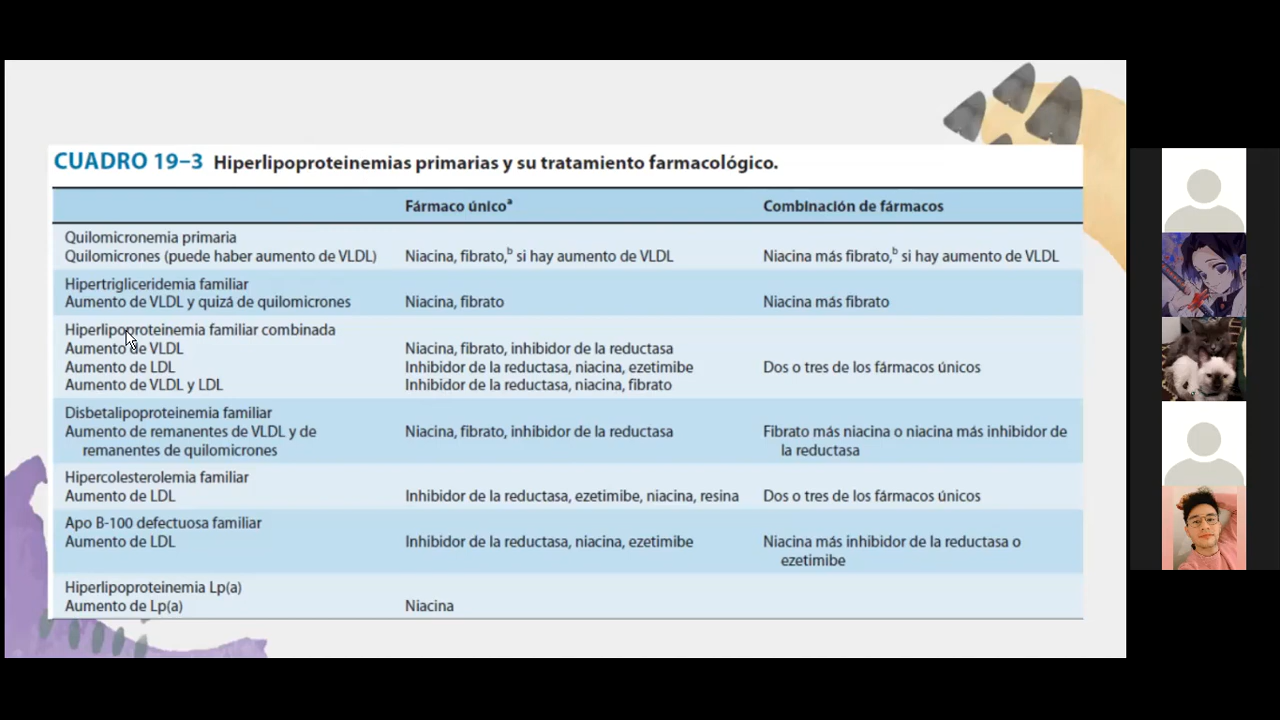 CUADRO 19–3 Hiperlipoproteinemias primarias y su tratamiento farmacológico.
Fármaco únicoᵃ Combinación de fármacos
Quilomicronemia primaria
Quilomicrones (puede haber aumento de VLDL) Niacina, fibrato,ᵇ si hay aumento de VLDL Niacina más fibrato,ᵇ si hay aumento de VLDL
Hipertrigliceridemia familiar
Aumento de VLDL y quizá de quilomicrones Niacina, fibrato Niacina más fibrato
Hiperlipoproteinemia familiar combinada
Aumento de VLDL Niacina, fibrato, inhibidor de la reductasa
Aumento de LDL Inhibidor de la reductasa, niacina, ezetimibe Dos o tres de los fármacos únicos
Aumento de VLDL y LDL Inhibidor de la reductasa, niacina, fibrato
Disbetalipoproteinemia familiar
Aumento de remanentes de VLDL y de Niacina, fibrato, inhibidor de la reductasa Fibrato más niacina o niacina más inhibidor de
remanentes de quilomicrones la reductasa
Hipercolesterolemia familiar
Aumento de LDL Inhibidor de la reductasa, ezetimibe, niacina, resina Dos o tres de los fármacos únicos
Apo B-100 defectuosa familiar
Aumento de LDL Inhibidor de la reductasa, niacina, ezetimibe Niacina más inhibidor de la reductasa o
ezetimibe
Hiperlipoproteinemia Lp(a)
Aumento de Lp(a) Niacina